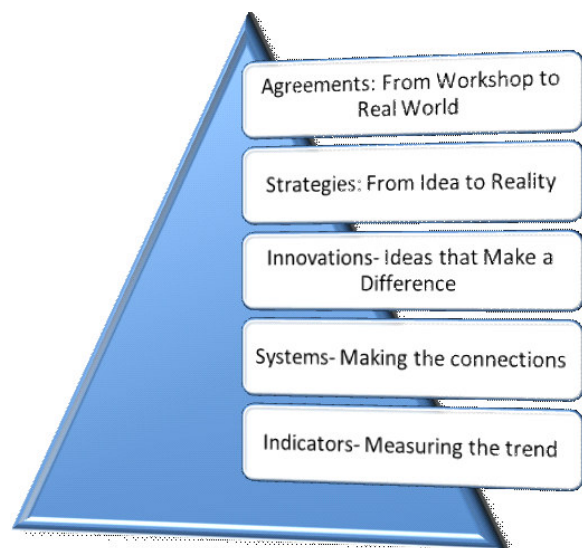 Agreements: From Workshop to
Real World
Strategies: From Idea to Reality
Innovations- Ideas that Make a
Difference
Systems- Making the connections
Indicators- Measuring the trend